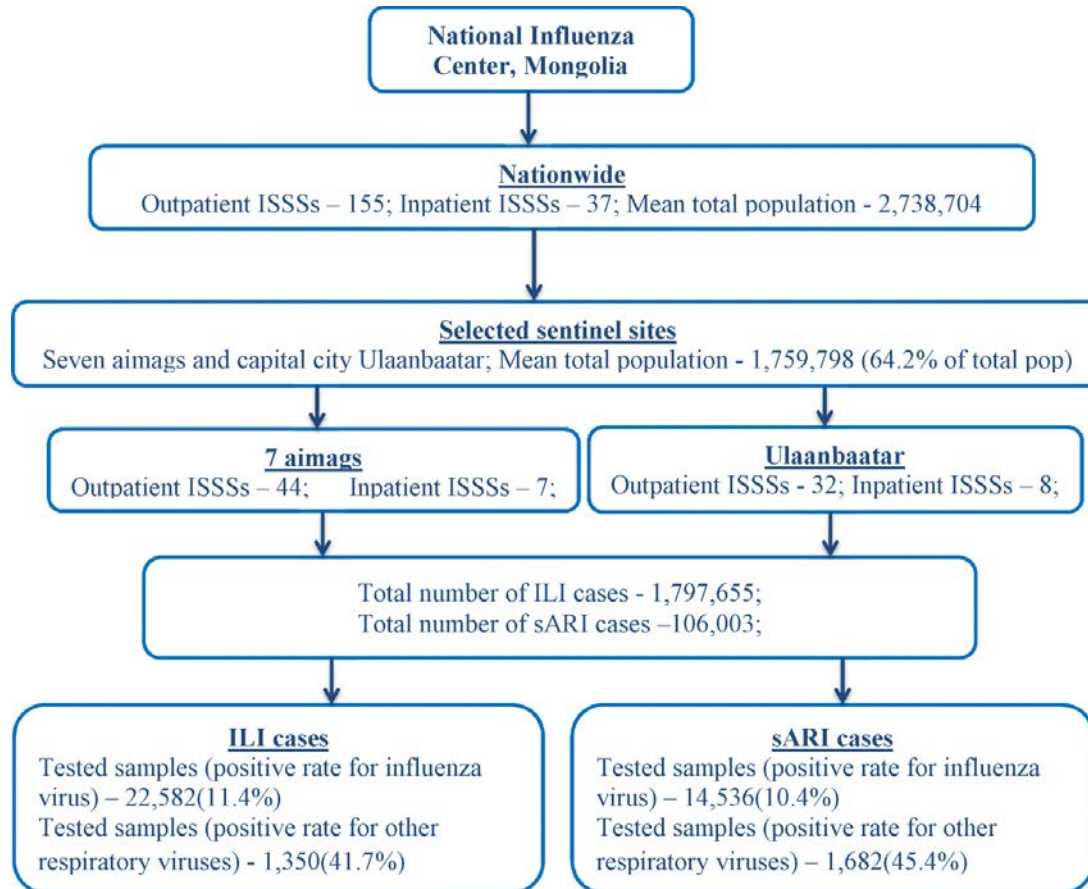 National Influenza
Center, Mongolia
Nationwide
Outpatient ISSSs – 155; Inpatient ISSSs – 37; Mean total population - 2,738,704
Selected sentinel sites
Seven aimags and capital city Ulaanbaatar; Mean total population - 1,759,798 (64.2% of total pop)
7 aimags
Outpatient ISSSs – 44; Inpatient ISSSs – 7;
Ulaanbaatar
Outpatient ISSSs - 32; Inpatient ISSSs – 8;
Total number of ILI cases - 1,797,655;
Total number of sARI cases –106,003;
ILI cases
Tested samples (positive rate for influenza
virus) – 22,582(11.4%)
Tested samples (positive rate for other
respiratory viruses) - 1,350(41.7%)
sARI cases
Tested samples (positive rate for influenza
virus) – 14,536(10.4%)
Tested samples (positive rate for other
respiratory viruses) – 1,682(45.4%)